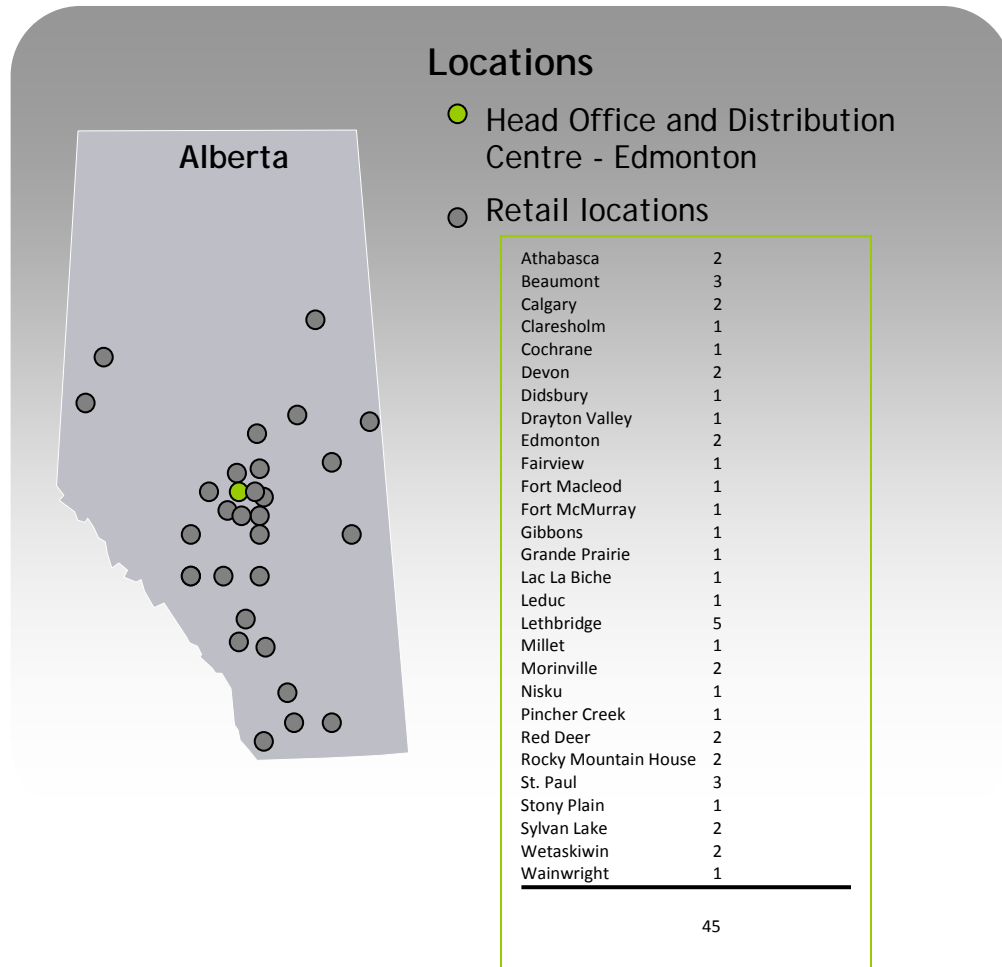 Locations
Head Office and Distribution
Centre - Edmonton
Alberta
Retail locations
Athabasca 2
Beaumont 3
Calgary 2
Claresholm 1
Cochrane 1
Devon 2
Didsbury 1
Drayton Valley 1
Edmonton 2
Fairview 1
Fort Macleod 1
Fort McMurray 1
Gibbons 1
Grande Prairie 1
Lac La Biche 1
Leduc 1
Lethbridge 5
Millet 1
Morinville 2
Nisku 1
Pincher Creek 1
Red Deer 2
Rocky Mountain House 2
St. Paul 3
Stony Plain 1
Sylvan Lake 2
Wetaskiwin 2
Wainwright 1
45